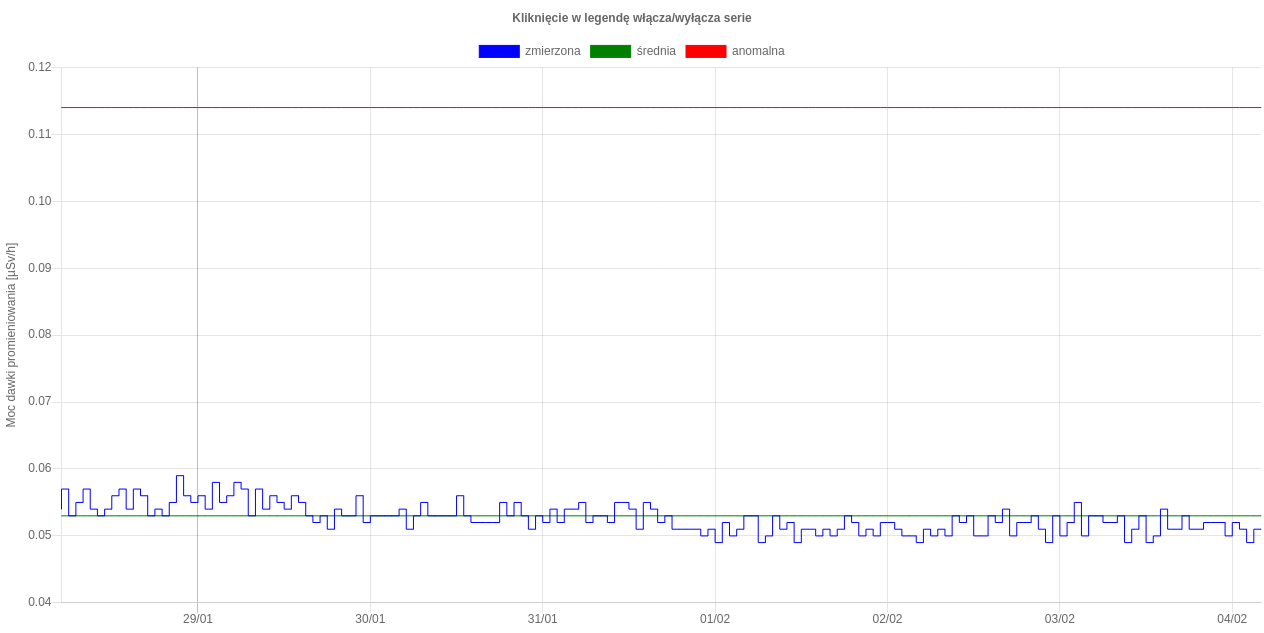 Kliknięcie w legendę włącza/wyłącza serie
zmierzona średnia anomalna
Moc dawki promieniowania [µSv/h]
0.12
0.11
0.10
0.09
0.08
0.07
0.06
0.05
0.04
29/01 30/01 31/01 01/02 02/02 03/02 04/02